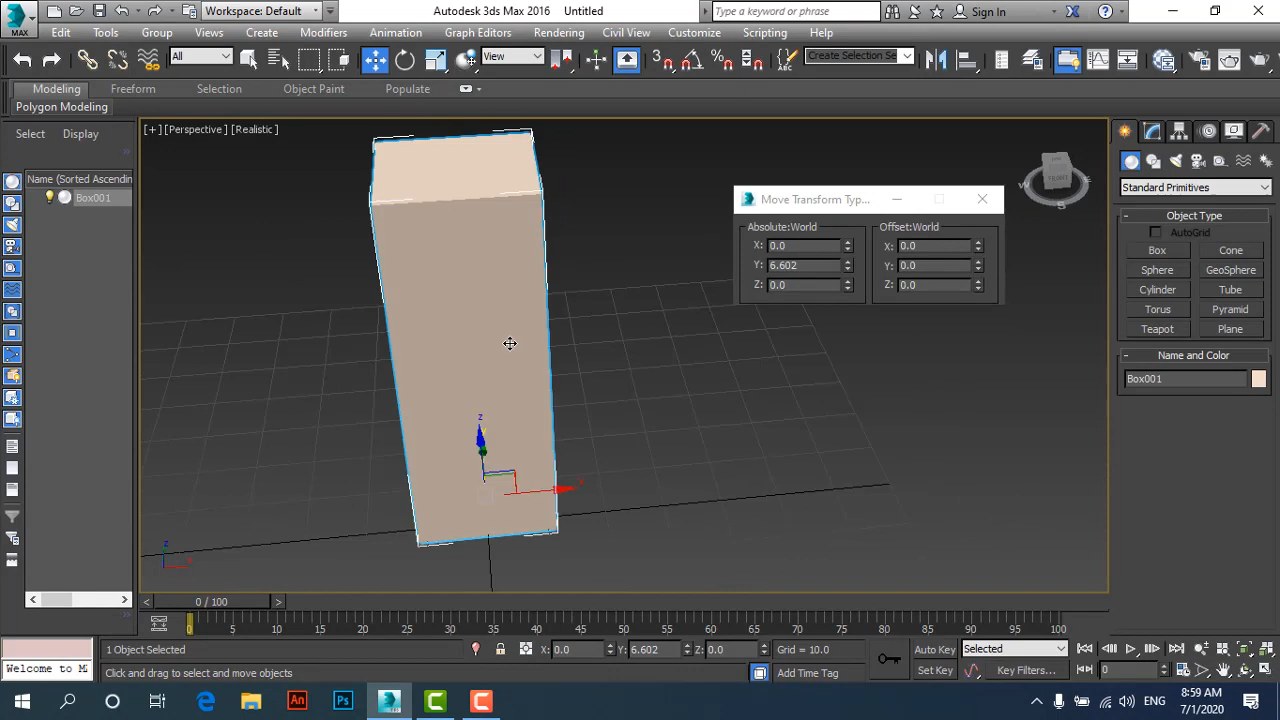 Workspace: Default
Autodesk 3ds Max 2016 Untitled
Type a keyword or phrase
Sign In
MAX
Edit Tools Group Views Create Modifiers Animation Graph Editors Rendering Civil View Customize Scripting Help
All
View
Create Selection Se
Modeling Freeform Selection Object Paint Populate
Polygon Modeling
Select Display
[+] [Perspective] [Realistic]
Name (Sorted Ascending
Box001
Move Transform Typ...
Absolute:World
X: 0.0
Y: 6.602
Z: 0.0
Offset:World
X: 0.0
Y: 0.0
Z: 0.0
FRONT
W
S
E
z
x
z
x
Standard Primitives
- Object Type
AutoGrid
Box Cone
Sphere GeoSphere
Cylinder Tube
Torus Pyramid
Teapot Plane
- Name and Color
Box001
< 0 / 100 >
0 5 10 15 20 25 30 35 40 45 50 55 60 65 70 75 80 85 90 95 100
1 Object Selected
X: 0.0 Y: 6.602 Z: 0.0 Grid = 10.0
Auto Key Selected
Welcome to M
Click and drag to select and move objects
Add Time Tag
Set Key Key Filters...
0
An
Ps
MAX
ENG
8:59 AM
7/1/2020